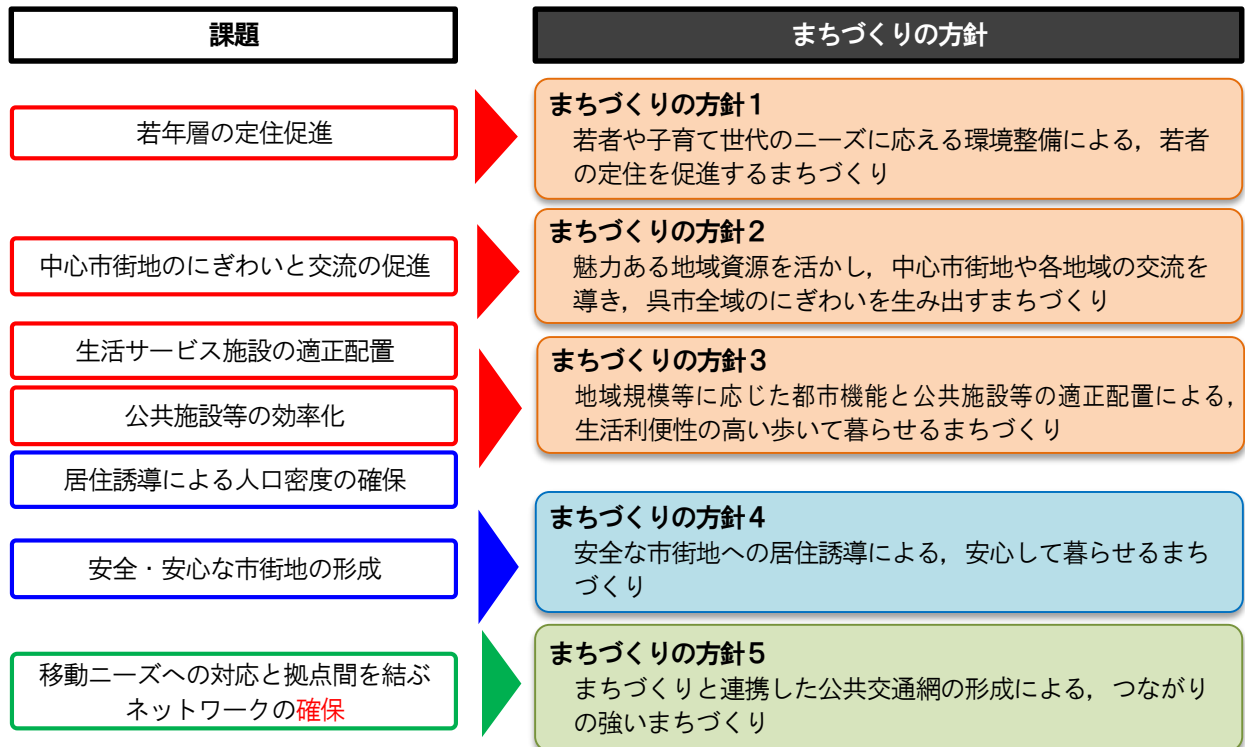 課題
まちづくりの方針
若年層の定住促進
まちづくりの方針1
若者や子育て世代のニーズに応える環境整備による，若者
の定住を促進するまちづくり
中心市街地のにぎわいと交流の促進
まちづくりの方針2
魅力ある地域資源を活かし，中心市街地や各地域の交流を
導き，呉市全域のにぎわいを生み出すまちづくり
生活サービス施設の適正配置
公共施設等の効率化
まちづくりの方針3
地域規模等に応じた都市機能と公共施設等の適正配置による，
生活利便性の高い歩いて暮らせるまちづくり
居住誘導による人口密度の確保
安全・安心な市街地の形成
まちづくりの方針4
安全な市街地への居住誘導による，安心して暮らせるまち
づくり
移動ニーズへの対応と拠点間を結ぶ
ネットワークの確保
まちづくりの方針5
まちづくりと連携した公共交通網の形成による，つながり
の強いまちづくり